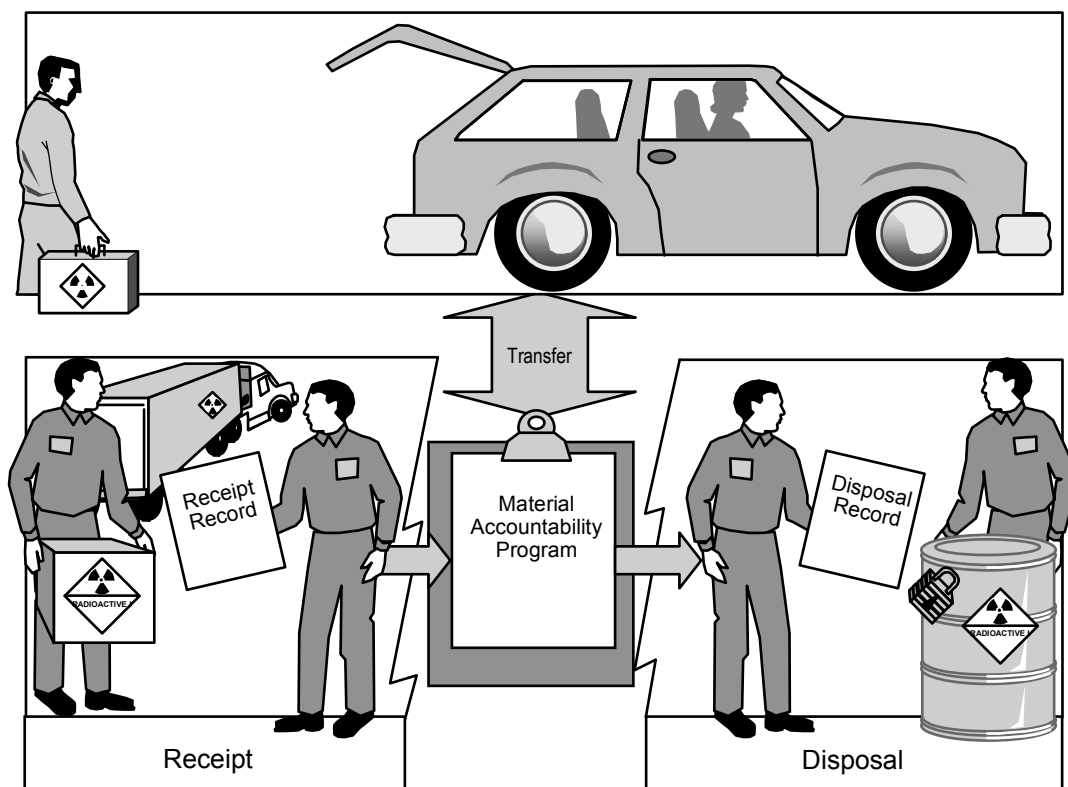 Transfer
Receipt
Record
RADIOACTIVE I
Receipt
Material
Accountability
Program
Disposal
Record
RADIOACTIVE I
Disposal